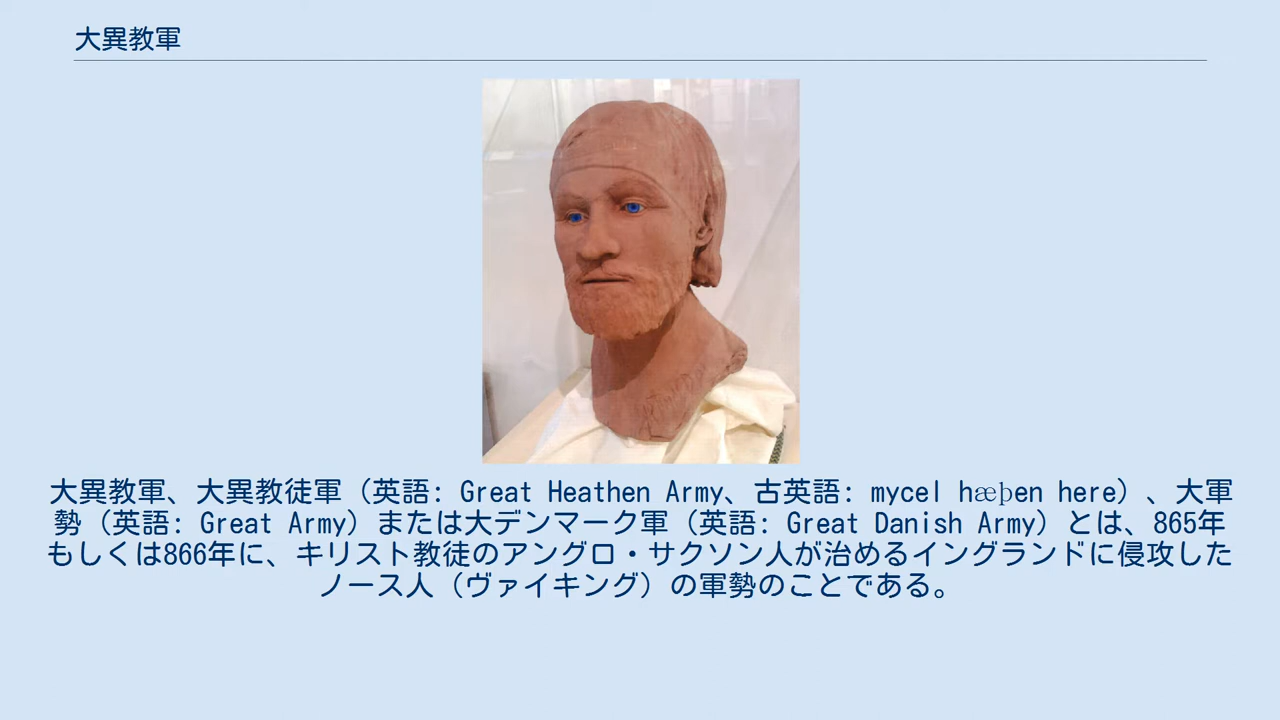 大異教軍
大異教軍、大異教徒軍（英語: Great Heathen Army、古英語: mycel hæþen here）、大軍
勢（英語: Great Army）または大デンマーク軍（英語: Great Danish Army）とは、865年
もしくは866年に、キリスト教徒のアングロ・サクソン人が治めるイングランドに侵攻した
ノース人（ヴァイキング）の軍勢のことである。